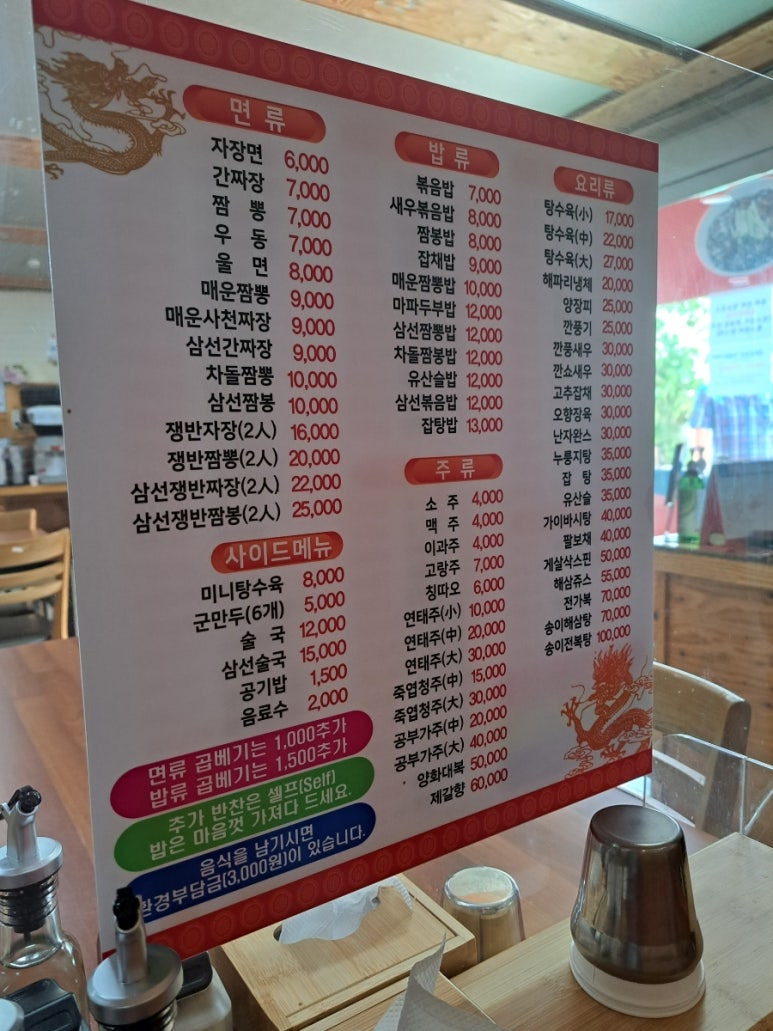 면 류
자장면 6,000
간짜장 7,000
짬 뽕 7,000
우 동 7,000
울 면 8,000
매운짬뽕 9,000
매운사천짜장 9,000
삼선간짜장 9,000
차돌짬뽕 10,000
삼선짬봉 10,000
쟁반자장(2人) 16,000
쟁반짬뽕(2人) 20,000
삼선쟁반짜장(2人) 22,000
삼선쟁반짬봉(2人) 25,000
사이드메뉴
미니탕수육 8,000
군만두(6개) 5,000
술 국 12,000
삼선술국 15,000
공기밥 1,500
음료수 2,000
면류 곱베기는 1,000추가
밥류 곱베기는 1,500추가
추가 반찬은 셀프(Self)
밥은 마음껏 가져다 드세요.
음식을 남기시면
환경부담금(3,000원)이 있습니다.
밥 류
볶음밥 7,000
새우볶음밥 8,000
짬봉밥 8,000
잡채밥 9,000
매운짬뽕밥 10,000
마파두부밥 12,000
삼선짬뽕밥 12,000
차돌짬봉밥 12,000
유산슬밥 12,000
삼선볶음밥 12,000
잡탕밥 13,000
주 류
소 주 4,000
맥 주 4,000
이과주 4,000
고량주 7,000
칭따오 6,000
연태주(小) 10,000
연태주(中) 20,000
연태주(大) 30,000
죽엽청주(中) 15,000
죽엽청주(大) 30,000
공부가주(中) 20,000
공부가주(大) 40,000
양화대복 50,000
제갈향 60,000
요리류
탕수육(小) 17,000
탕수육(中) 22,000
탕수육(大) 27,000
해파리냉체 20,000
양장피 25,000
깐풍기 25,000
깐풍새우 30,000
깐쇼새우 30,000
고추잡채 30,000
오향장육 30,000
난자완스 30,000
누룽지탕 35,000
잡 탕 35,000
유산슬 35,000
가이바시탕 40,000
팔보채 40,000
게살삭스핀 50,000
해삼쥬스 55,000
전가복 70,000
송이해삼탕 70,000
송이전복탕 100,000